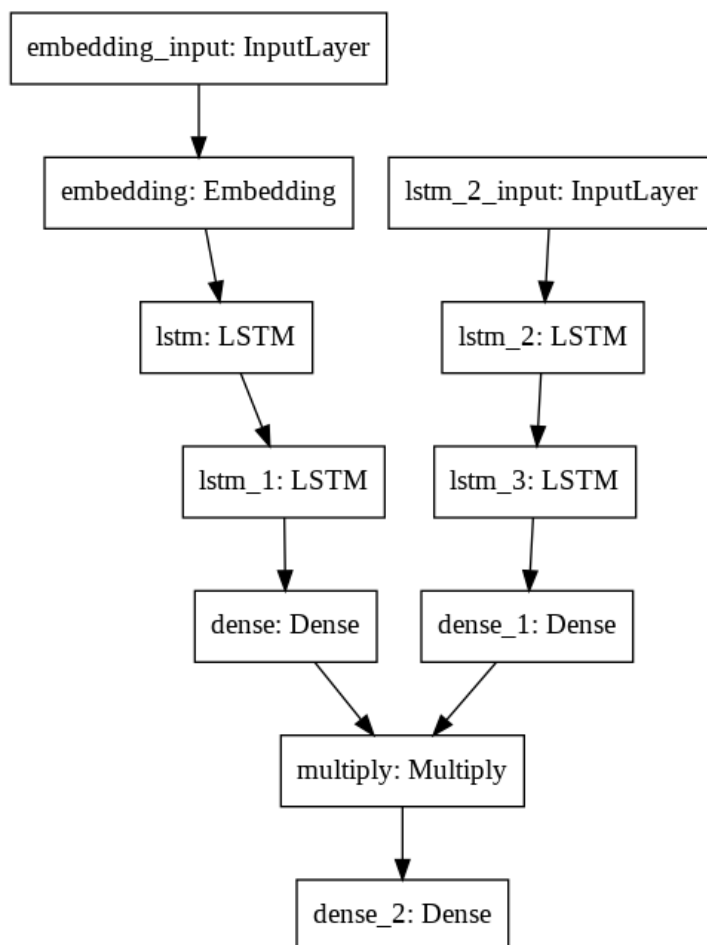 embedding_input: InputLayer
embedding: Embedding
lstm_2_input: InputLayer
lstm: LSTM
lstm_2: LSTM
lstm_1: LSTM
lstm_3: LSTM
dense: Dense
dense_1: Dense
multiply: Multiply
dense_2: Dense